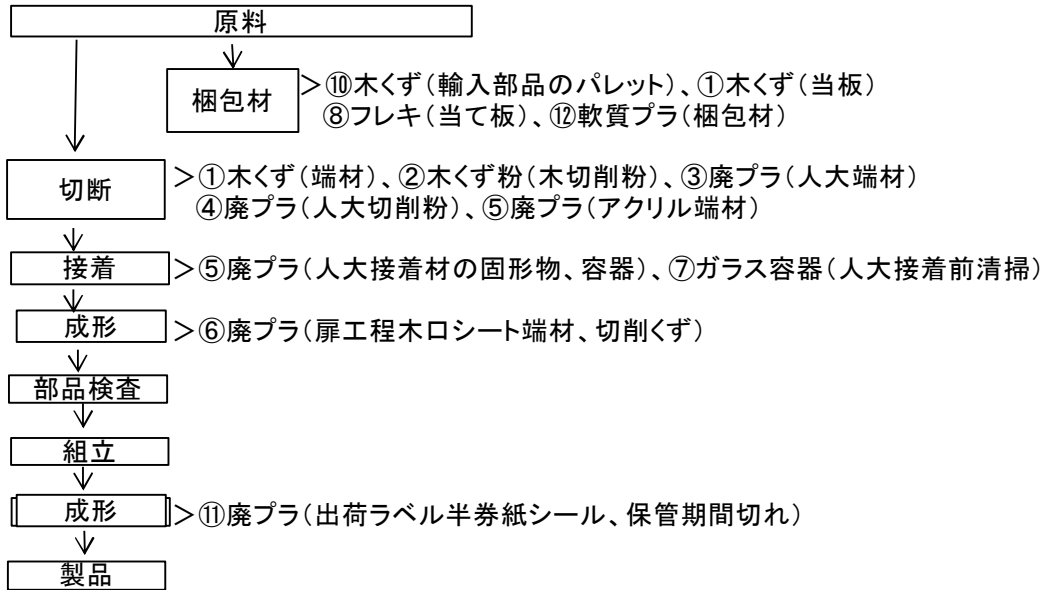 原料
梱包材
>⑩木くず(輸入部品のパレット)、①木くず(当板)
⑧フレキ(当て板)、⑫軟質プラ(梱包材)
切断
>①木くず(端材)、②木くず粉(木切削粉)、③廃プラ(人大端材)
④廃プラ(人大切削粉)、⑤廃プラ(アクリル端材)
接着
>⑤廃プラ(人大接着材の固形物、容器)、⑦ガラス容器(人大接着前清掃)
成形
>⑥廃プラ(扉工程木口シート端材、切削くず)
部品検査
組立
成形
>⑪廃プラ(出荷ラベル半券紙シール、保管期間切れ)
製品